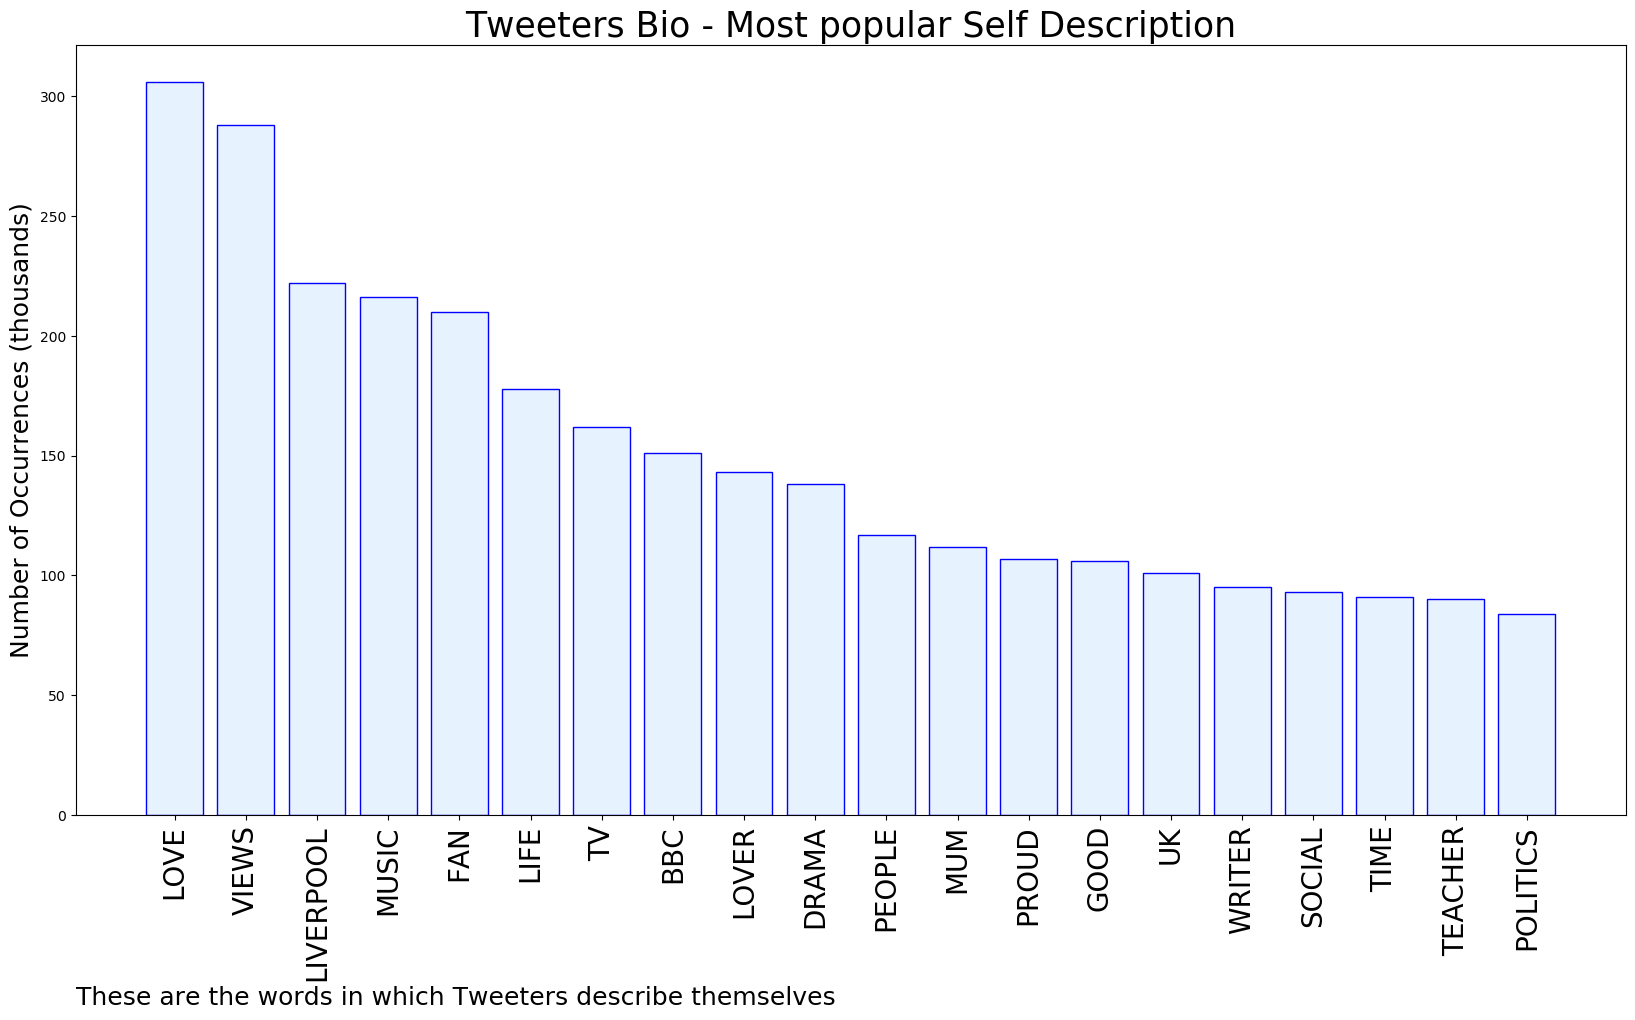 Tweeters Bio - Most popular Self Description
Number of Occurrences (thousands)
300
250
200
150
100
50
0
LOVE
VIEWS
LIVERPOOL
MUSIC
FAN
LIFE
TV
BBC
LOVER
DRAMA
PEOPLE
MUM
PROUD
GOOD
UK
WRITER
SOCIAL
TIME
TEACHER
POLITICS
These are the words in which Tweeters describe themselves